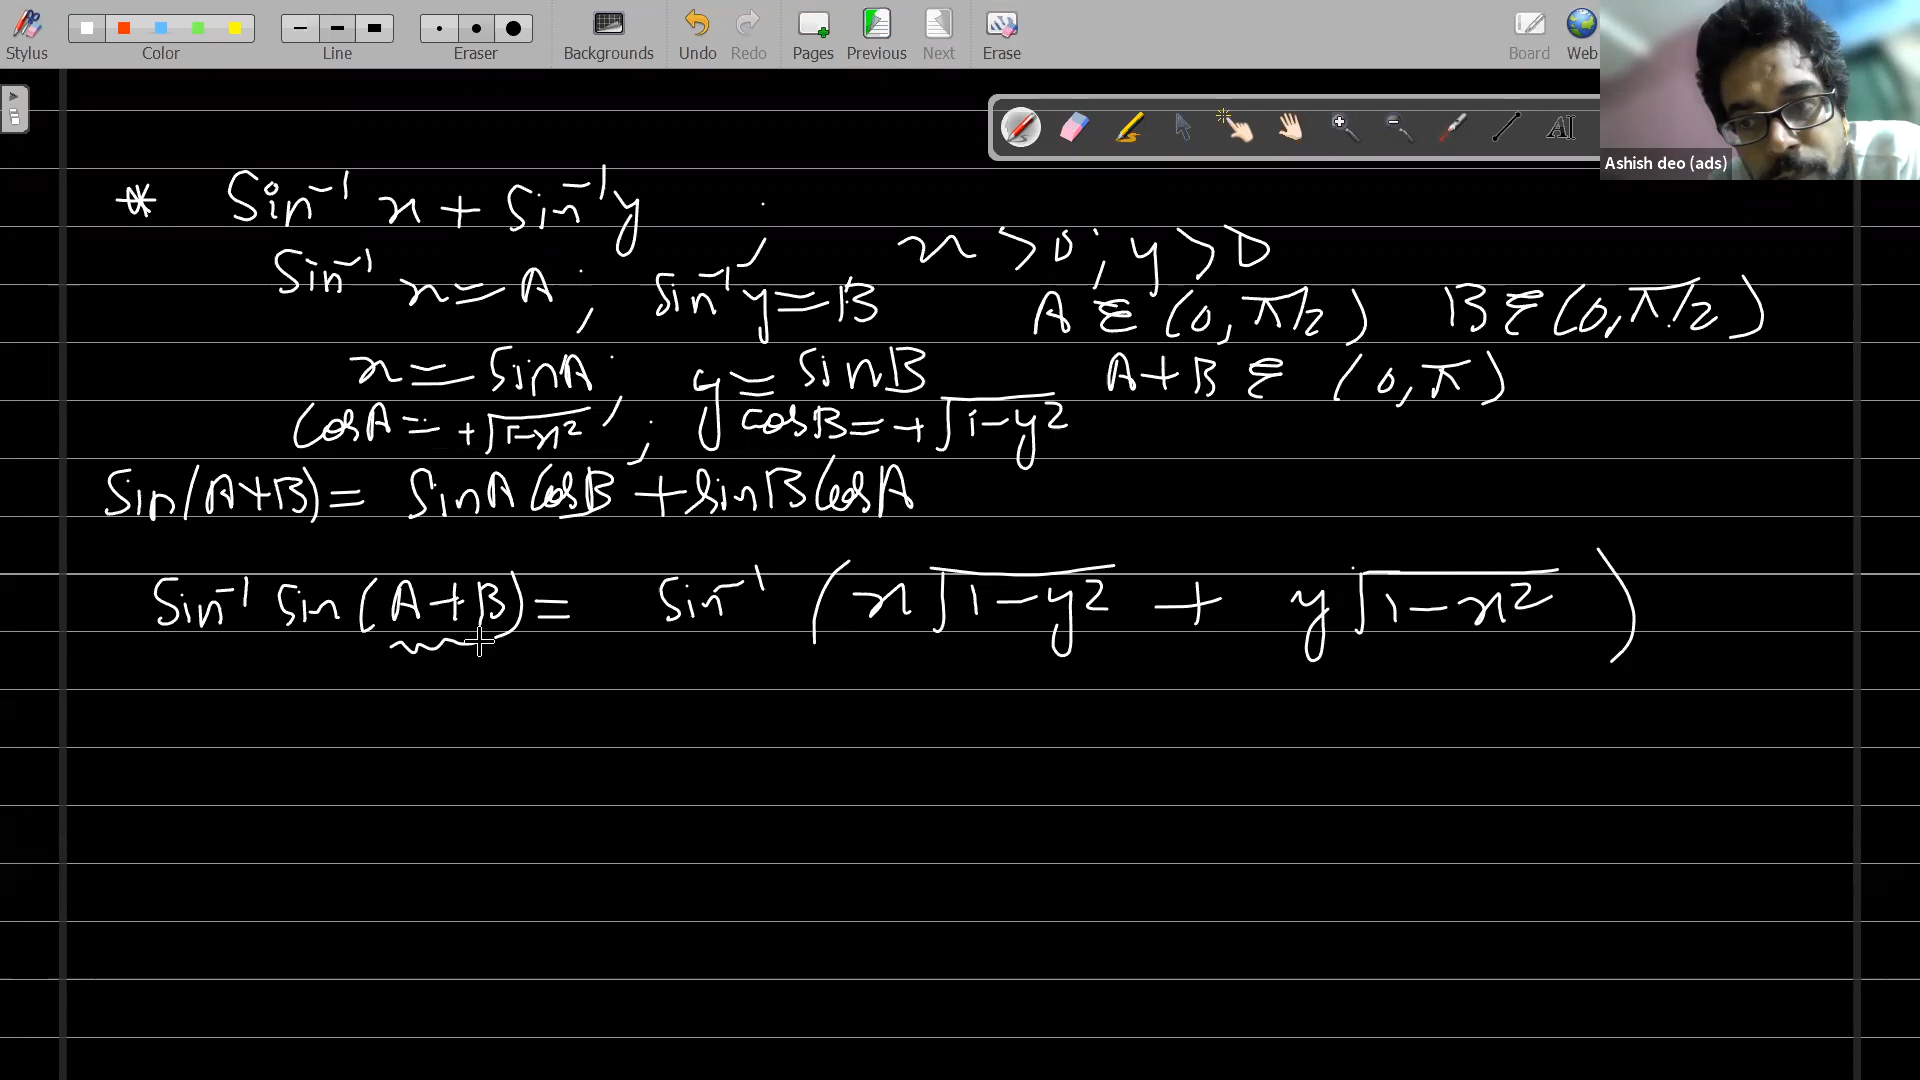 Stylus Color Line Eraser Backgrounds Undo Redo Pages Previous Next Erase Board Web
Ashish deo (ads)
* Sin⁻¹ x + Sin⁻¹y , x > 0 ; y > 0
Sin⁻¹ x = A ; Sin⁻¹y = B A ∈ (0, π/2) B ∈ (0, π/2)
x = SinA ; y = SinB A+B ∈ (0, π)
CosA = +√1-x² ; cosB = +√1-y²
Sin(A+B) = SinA CosB + SinB CosA
Sin⁻¹ Sin (A+B) = Sin⁻¹ (x√1-y² + y√1-x²)